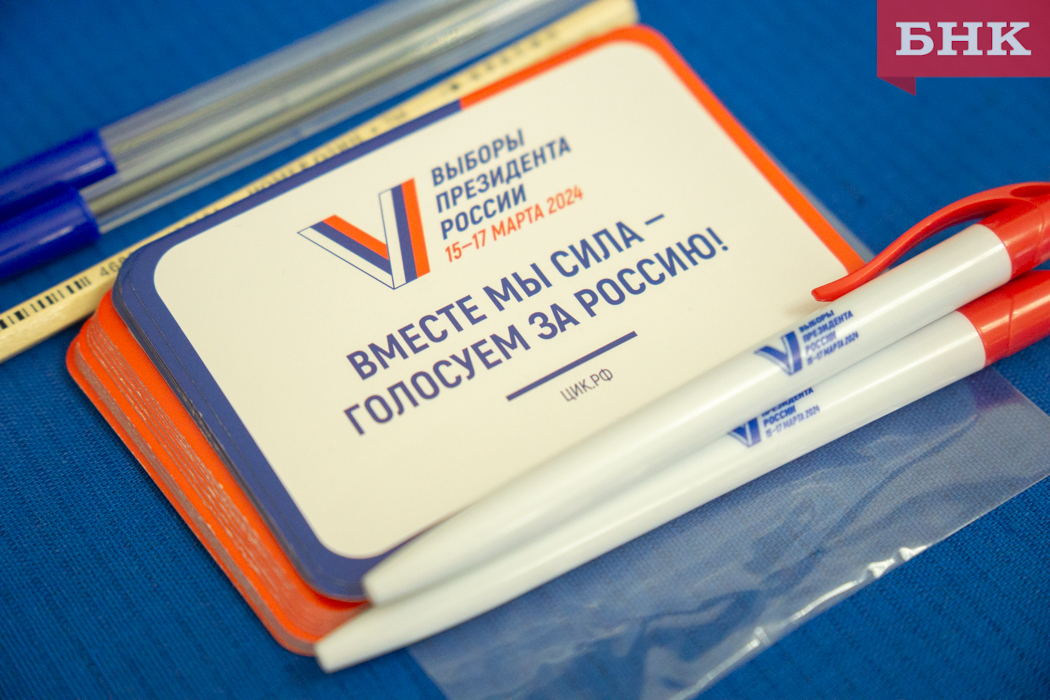 БНК
ВЫБОРЫ
ПРЕЗИДЕНТА
РОССИИ
15–17 МАРТА 2024
ВМЕСТЕ МЫ СИЛА –
ГОЛОСУЕМ ЗА РОССИЮ!
ЦИК.РФ
ВЫБОРЫ
ПРЕЗИДЕНТА
РОССИИ
15–17 МАРТА 2024
ПРЕЗИДЕНТА
РОССИИ
15–17 МАРТА 2024